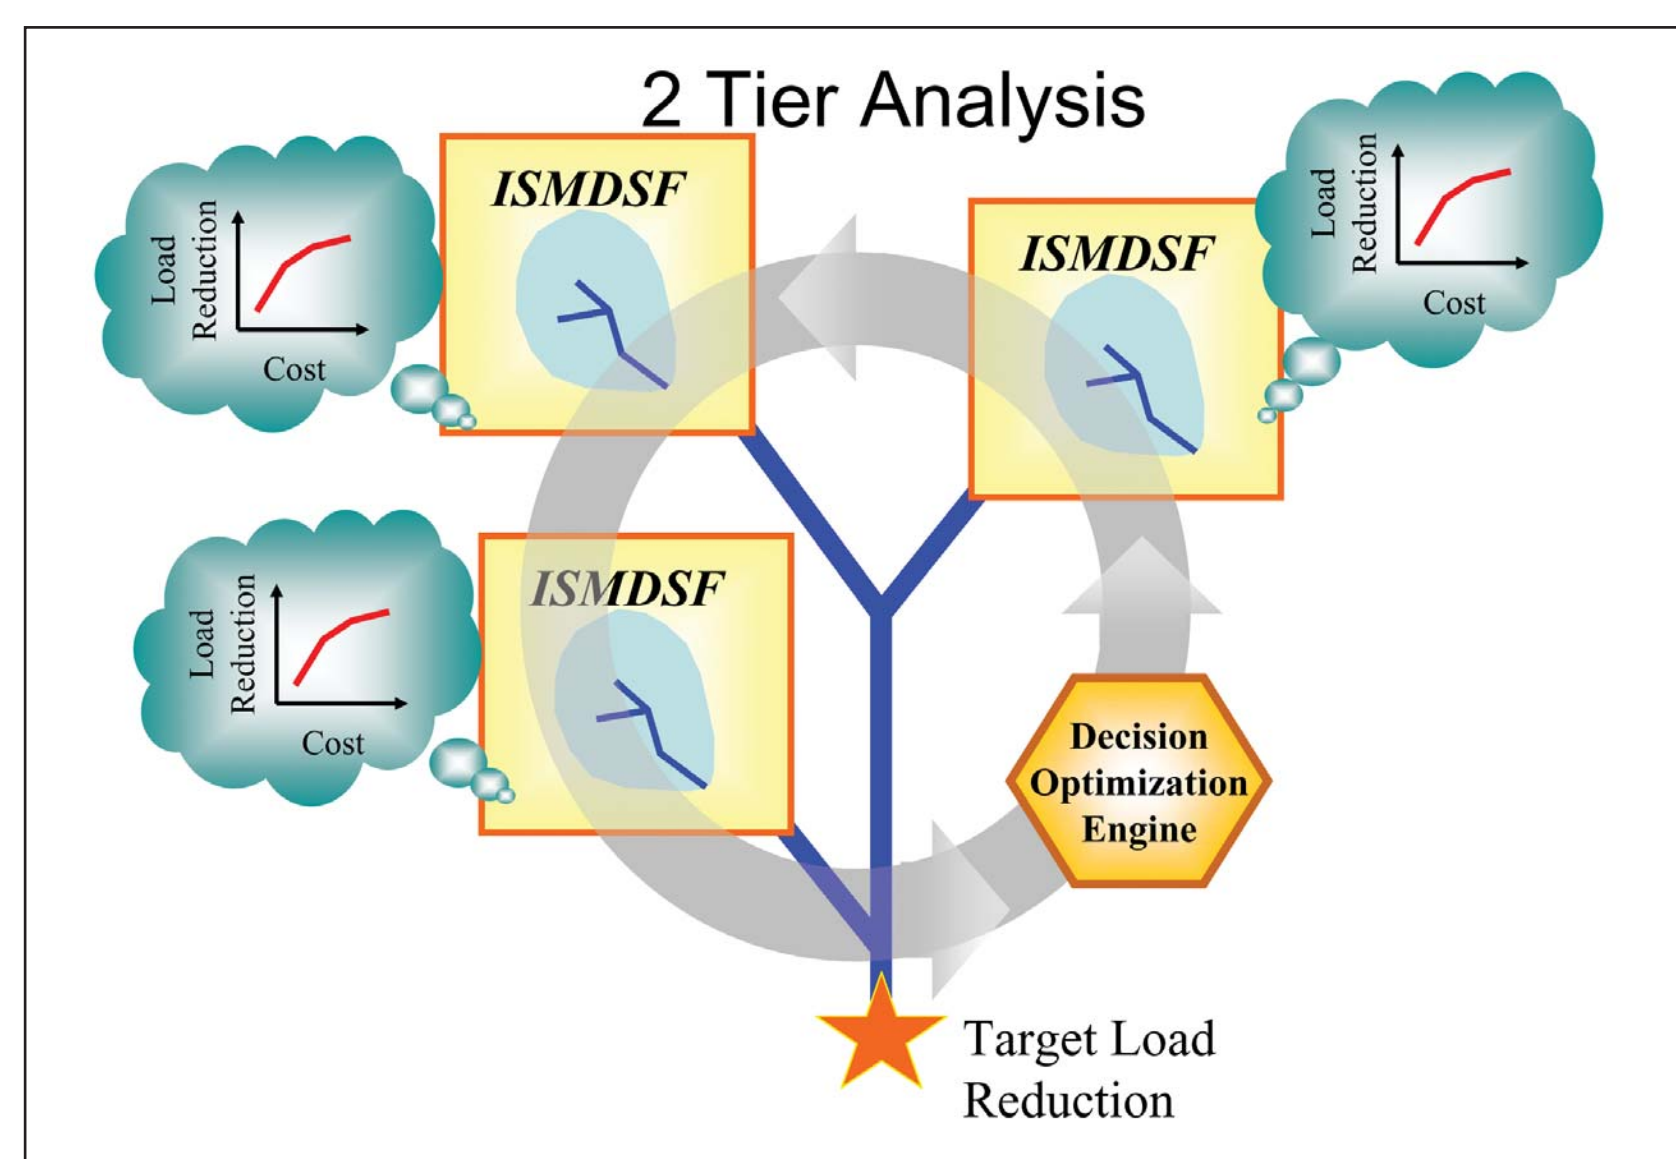 2 Tier Analysis
ISMDSF
Load
Reduction
Cost
ISMDSF
Load
Reduction
Cost
ISMDSF
Load
Reduction
Cost
Decision
Optimization
Engine
Target Load
Reduction